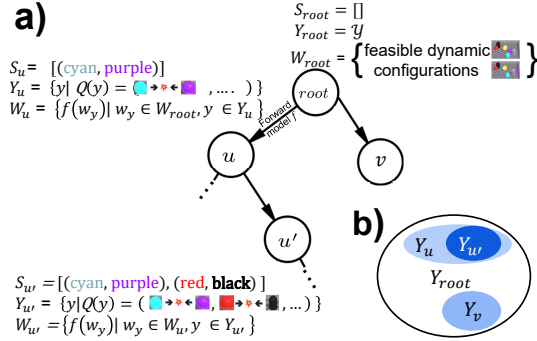 a)
S_root = []
Y_root = 𝒴
W_root = { feasible dynamic configurations }
S_u = [(cyan, purple)]
Y_u = {y| Q(y) = ( → ← , .... ) }
W_u = {f(w_y)| w_y ∈ W_root, y ∈ Y_u }
root
Forward model f
u
v
u'
S_u' = [(cyan, purple), (red, black) ]
Y_u' = {y|Q(y) = ( → ← , → ← , ...) }
W_u' = {f(w_y)| w_y ∈ W_u, y ∈ Y_u' }
b)
Y_u
Y_u'
Y_root
Y_v